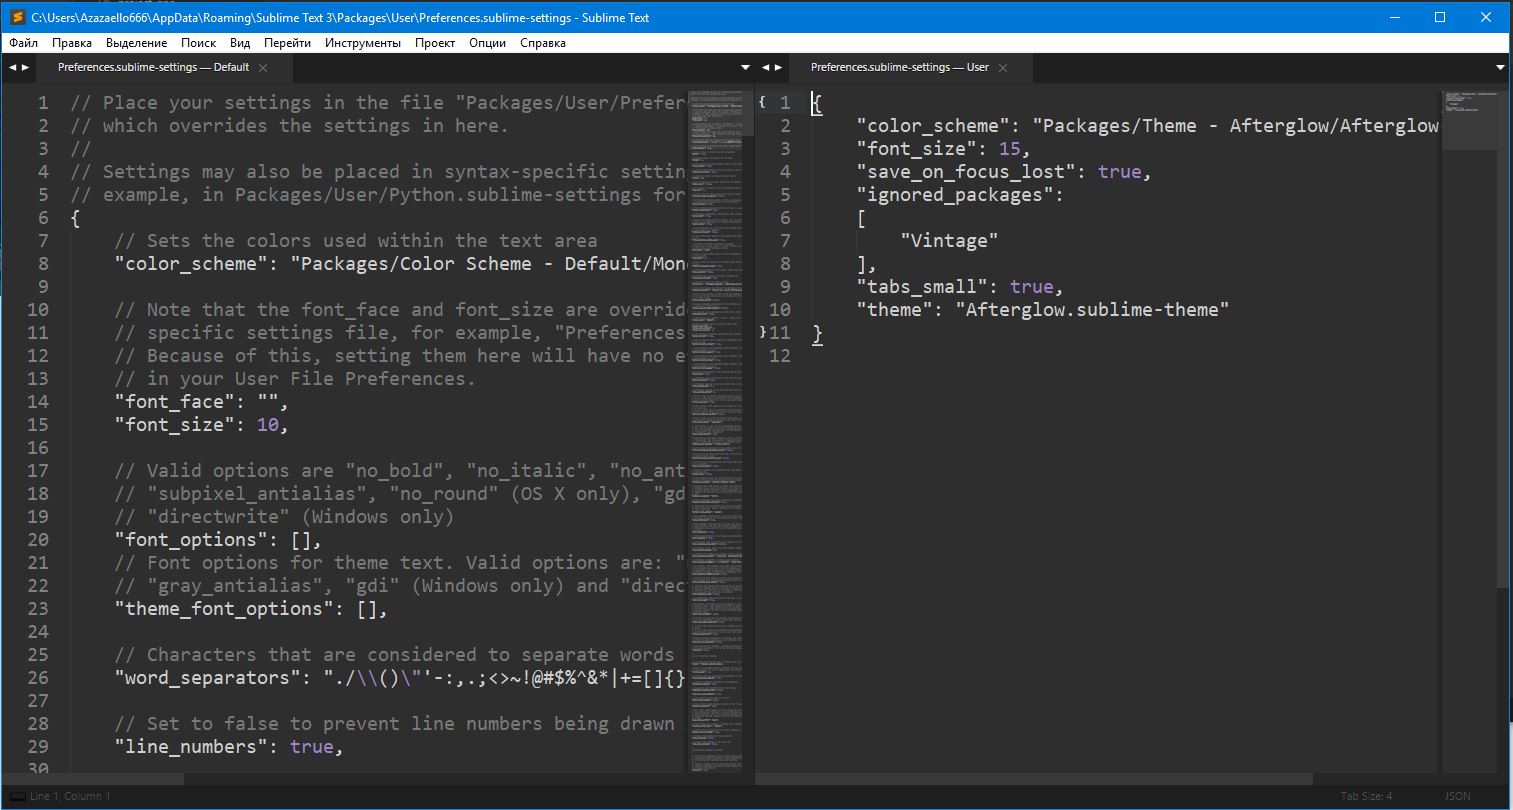 C:\Users\Azazaello666\AppData\Roaming\Sublime Text 3\Packages\User\Preferences.sublime-settings - Sublime Text
Файл Правка Выделение Поиск Вид Перейти Инструменты Проект Опции Справка
Preferences.sublime-settings — Default
1 // Place your settings in the file "Packages/User/Prefer
2 // which overrides the settings in here.
3 //
4 // Settings may also be placed in syntax-specific settin
5 // example, in Packages/User/Python.sublime-settings for
6 {
7 // Sets the colors used within the text area
8 "color_scheme": "Packages/Color Scheme - Default/Mon
9
10 // Note that the font_face and font_size are overrid
11 // specific settings file, for example, "Preferences
12 // Because of this, setting them here will have no e
13 // in your User File Preferences.
14 "font_face": "",
15 "font_size": 10,
16
17 // Valid options are "no_bold", "no_italic", "no_ant
18 // "subpixel_antialias", "no_round" (OS X only), "gd
19 // "directwrite" (Windows only)
20 "font_options": [],
21 // Font options for theme text. Valid options are: "
22 // "gray_antialias", "gdi" (Windows only) and "direc
23 "theme_font_options": [],
24
25 // Characters that are considered to separate words
26 "word_separators": "./\\()\"'-:,.;<>~!@#$%^&*|+=[]{}
27
28 // Set to false to prevent line numbers being drawn
29 "line_numbers": true,
30
Preferences.sublime-settings — User
{ 1 {
2 "color_scheme": "Packages/Theme - Afterglow/Afterglow
3 "font_size": 15,
4 "save_on_focus_lost": true,
5 "ignored_packages":
6 [
7 "Vintage"
8 ],
9 "tabs_small": true,
10 "theme": "Afterglow.sublime-theme"
} 11 }
12
Line 1, Column 1
Tab Size: 4
JSON